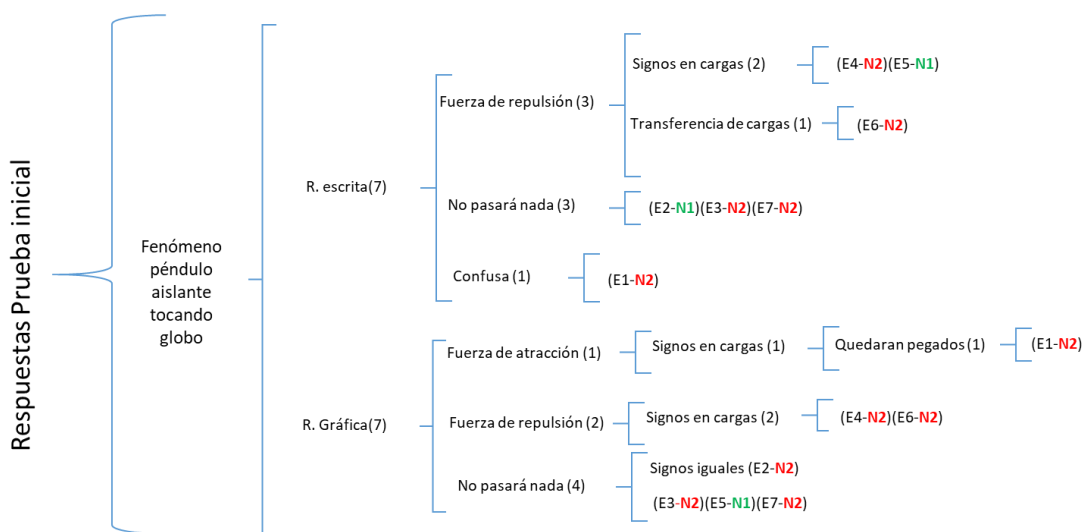 Respuestas Prueba inicial
Fenómeno
péndulo
aislante
tocando
globo
R. escrita(7)
Fuerza de repulsión (3)
Signos en cargas (2)
(E4-N2)(E5-N1)
Transferencia de cargas (1)
(E6-N2)
No pasará nada (3)
(E2-N1)(E3-N2)(E7-N2)
Confusa (1)
(E1-N2)
R. Gráfica(7)
Fuerza de atracción (1)
Signos en cargas (1)
Quedaran pegados (1)
(E1-N2)
Fuerza de repulsión (2)
Signos en cargas (2)
(E4-N2)(E6-N2)
No pasará nada (4)
Signos iguales (E2-N2)
(E3-N2)(E5-N1)(E7-N2)